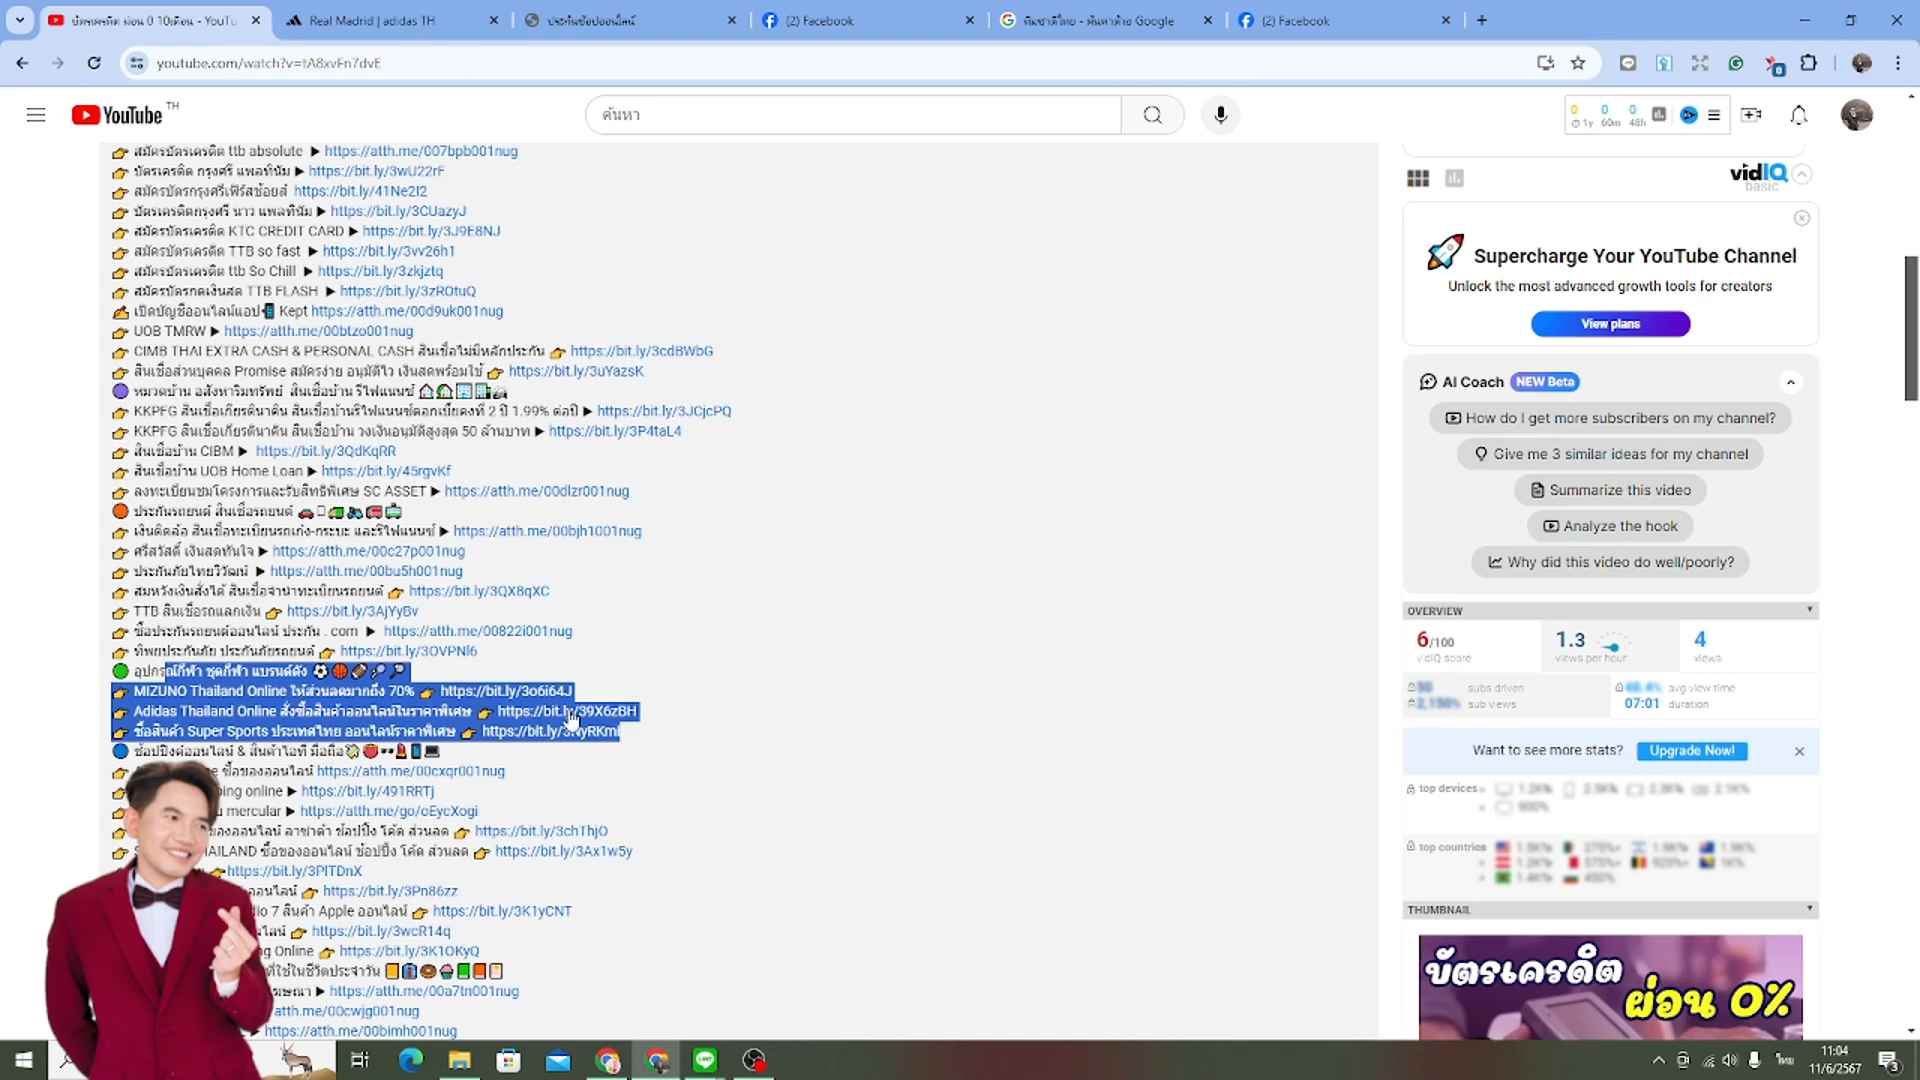 บัตรเครดิต ผ่อน 0 10เดือน - YouTu
Real Madrid | adidas TH
ประกันช้อปออนไลน์
(2) Facebook
ทีมชาติไทย - ค้นหาด้วย Google
(2) Facebook
youtube.com/watch?v=tA8xvFn7dvE
YouTube TH
ค้นหา
0 0 0
1y 60m 48h
👉 สมัครบัตรเครดิต ttb absolute ▶ https://atth.me/007bpb001nug
👉 บัตรเครดิต กรุงศรี แพลทินัม ▶ https://bit.ly/3wU22rF
👉 สมัครบัตรกรุงศรีเฟิร์สช้อยส์ https://bit.ly/41Ne2I2
👉 บัตรเครดิตกรุงศรี นาว แพลทินัม ▶ https://bit.ly/3CUazyJ
👉 สมัครบัตรเครดิต KTC CREDIT CARD ▶ https://bit.ly/3J9E8NJ
👉 สมัครบัตรเครดิต TTB so fast ▶ https://bit.ly/3vv26h1
👉 สมัครบัตรเครดิต ttb So Chill ▶ https://bit.ly/3zkjztq
👉 สมัครบัตรกดเงินสด TTB FLASH ▶ https://bit.ly/3zROtuQ
✍ เปิดบัญชีออนไลน์แอป📲 Kept https://atth.me/00d9uk001nug
👉 UOB TMRW ▶ https://atth.me/00btzo001nug
👉 CIMB THAI EXTRA CASH & PERSONAL CASH สินเชื่อไม่มีหลักประกัน 👉 https://bit.ly/3cdBWbG
👉 สินเชื่อส่วนบุคคล Promise สมัครง่าย อนุมัติไว เงินสดพร้อมใช้ 👉 https://bit.ly/3uYazsK
🟣 หมวดบ้าน อสังหาริมทรัพย์ สินเชื่อบ้าน รีไฟแนนซ์
👉 KKPFG สินเชื่อเกียรตินาคิน สินเชื่อบ้านรีไฟแนนซ์ดอกเบี้ยคงที่ 2 ปี 1.99% ต่อปี ▶ https://bit.ly/3JCjcPQ
👉 KKPFG สินเชื่อเกียรตินาคิน สินเชื่อบ้าน วงเงินอนุมัติสูงสุด 50 ล้านบาท ▶ https://bit.ly/3P4taL4
👉 สินเชื่อบ้าน CIBM ▶ https://bit.ly/3QdKqRR
👉 สินเชื่อบ้าน UOB Home Loan ▶ https://bit.ly/45rgvKf
👉 ลงทะเบียนชมโครงการและรับสิทธิพิเศษ SC ASSET ▶ https://atth.me/00dlzr001nug
🟠 ประกันรถยนต์ สินเชื่อรถยนต์
👉 เงินติดล้อ สินเชื่อทะเบียนรถเก๋ง-กระบะ และรีไฟแนนซ์ ▶ https://atth.me/00bjh1001nug
👉 ศรีสวัสดิ์ เงินสดทันใจ ▶ https://atth.me/00c27p001nug
👉 ประกันภัยไทยวิวัฒน์ ▶ https://atth.me/00bu5h001nug
👉 สมหวังเงินสั่งได้ สินเชื่อจำนำทะเบียนรถยนต์ 👉 https://bit.ly/3QX8qXC
👉 TTB สินเชื่อรถแลกเงิน 👉 https://bit.ly/3AjYyBv
👉 ซื้อประกันรถยนต์ออนไลน์ ประกัน . com ▶ https://atth.me/00822i001nug
👉 ทิพยประกันภัย ประกันภัยรถยนต์ 👉 https://bit.ly/3OVPNl6
🟢 อุปกรณ์กีฬา ชุดกีฬา แบรนด์ดัง
👉 MIZUNO Thailand Online ให้ส่วนลดมากถึง 70% 👉 https://bit.ly/3o6i64J
👉 Adidas Thailand Online สั่งซื้อสินค้าออนไลน์ในราคาพิเศษ 👉 https://bit.ly/39X6zBH
👉 ซื้อสินค้า Super Sports ประเทศไทย ออนไลน์ราคาพิเศษ 👉 https://bit.ly/3NyRKml
🔵 ช้อปปิ้งออนไลน์ & สินค้าไอที มือถือ
ซื้อของออนไลน์ https://atth.me/00cxqr001nug
ping online ▶ https://bit.ly/491RRTj
mercular ▶ https://atth.me/go/oEycXogi
ของออนไลน์ ลาซาด้า ช้อปปิ้ง โค้ด ส่วนลด 👉 https://bit.ly/3chThjO
HAILAND ซื้อของออนไลน์ ช้อปปิ้ง โค้ด ส่วนลด 👉 https://bit.ly/3Ax1w5y
👉 https://bit.ly/3PlTDnX
ออนไลน์ 👉 https://bit.ly/3Pn86zz
dio 7 สินค้า Apple ออนไลน์ 👉 https://bit.ly/3K1yCNT
นไลน์ 👉 https://bit.ly/3wcR14q
ng Online 👉 https://bit.ly/3K1OKyQ
ที่ใช้ในชีวิตประจำวัน
ฆษณา ▶ https://atth.me/00a7tn001nug
atth.me/00cwjg001nug
▶ https://atth.me/00bimh001nug
vidIQ
basic
Supercharge Your YouTube Channel
Unlock the most advanced growth tools for creators
View plans
AI Coach NEW Beta
How do I get more subscribers on my channel?
Give me 3 similar ideas for my channel
Summarize this video
Analyze the hook
Why did this video do well/poorly?
OVERVIEW
6/100
vidIQ score
1.3
views per hour
4
views
subs driven
sub views
avg view time
07:01 duration
Want to see more stats? Upgrade Now!
top devices
top countries
THUMBNAIL
บัตรเครดิต
ผ่อน 0%
ไทย
11:04
11/6/2567
3